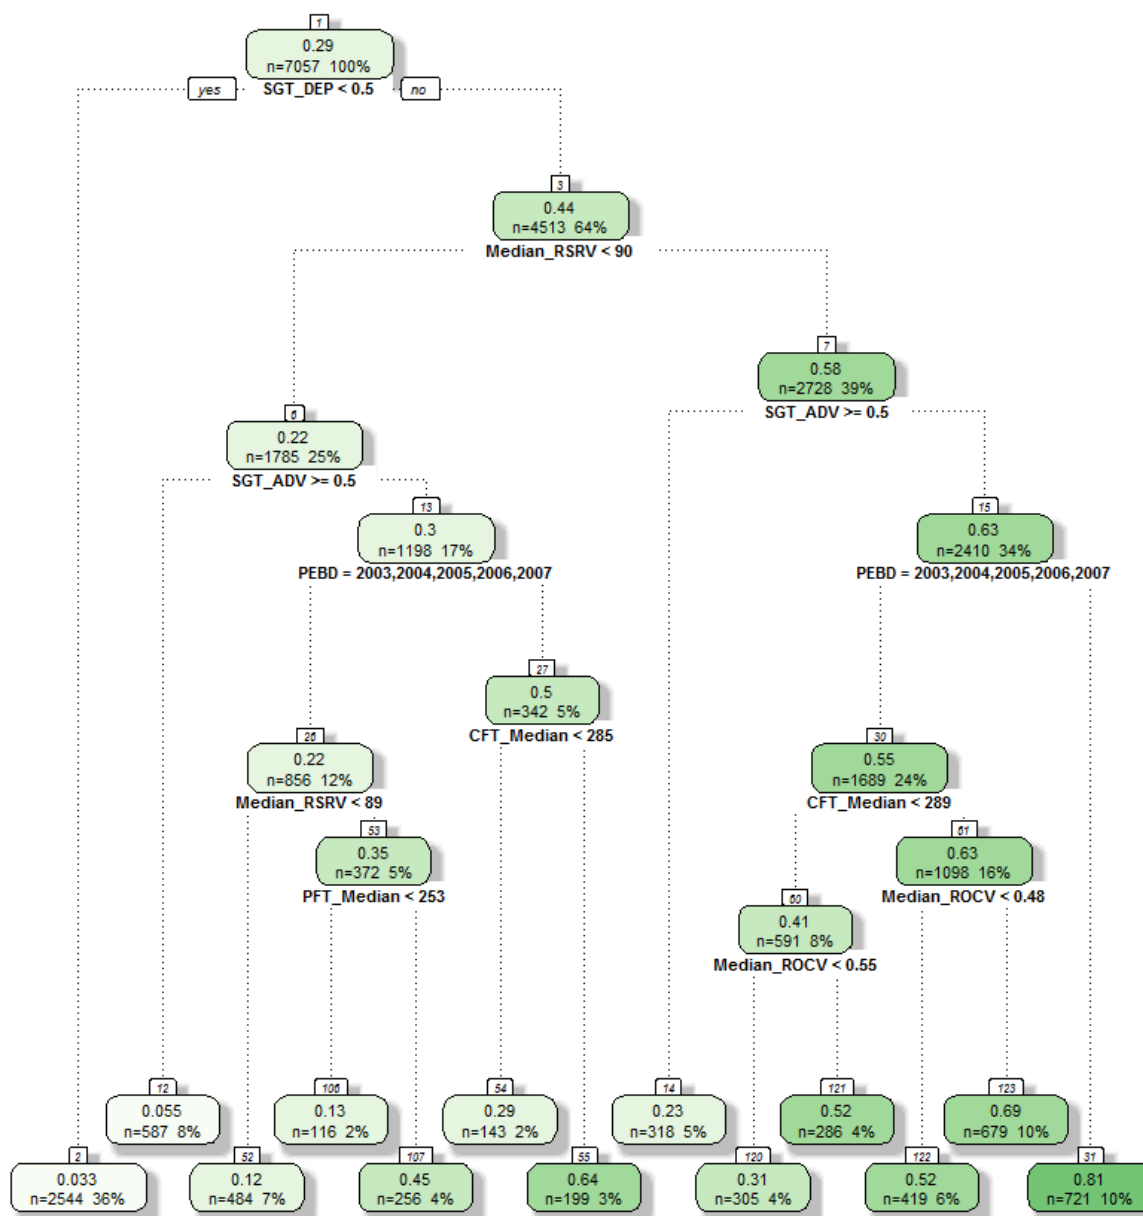 1
0.29
n=7057 100%
yes
SGT_DEP < 0.5
no
3
0.44
n=4513 64%
Median_RSRV < 90
7
0.58
n=2728 39%
SGT_ADV >= 0.5
6
0.22
n=1785 25%
SGT_ADV >= 0.5
13
0.3
n=1198 17%
PEBD = 2003,2004,2005,2006,2007
15
0.63
n=2410 34%
PEBD = 2003,2004,2005,2006,2007
27
0.5
n=342 5%
CFT_Median < 285
26
0.22
n=856 12%
Median_RSRV < 89
30
0.55
n=1689 24%
CFT_Median < 289
53
0.35
n=372 5%
PFT_Median < 253
61
0.63
n=1098 16%
Median_ROCV < 0.48
60
0.41
n=591 8%
Median_ROCV < 0.55
12
0.055
n=587 8%
106
0.13
n=116 2%
54
0.29
n=143 2%
14
0.23
n=318 5%
121
0.52
n=286 4%
123
0.69
n=679 10%
2
0.033
n=2544 36%
52
0.12
n=484 7%
107
0.45
n=256 4%
55
0.64
n=199 3%
120
0.31
n=305 4%
122
0.52
n=419 6%
31
0.81
n=721 10%